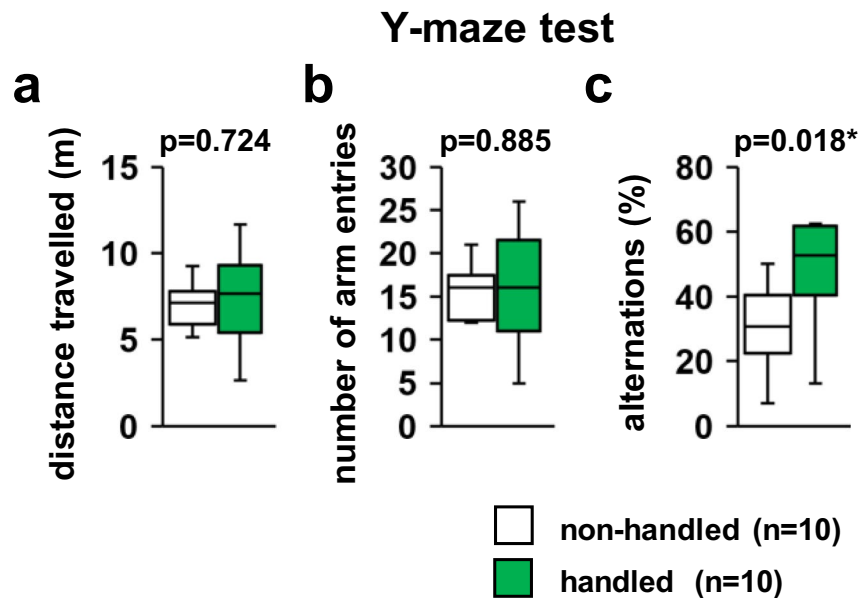 Y-maze test
a
b
c
distance travelled (m)
p=0.724
15
10
5
0
number of arm entries
p=0.885
30
25
20
15
10
5
0
alternations (%)
p=0.018*
80
60
40
20
0
non-handled (n=10)
handled (n=10)